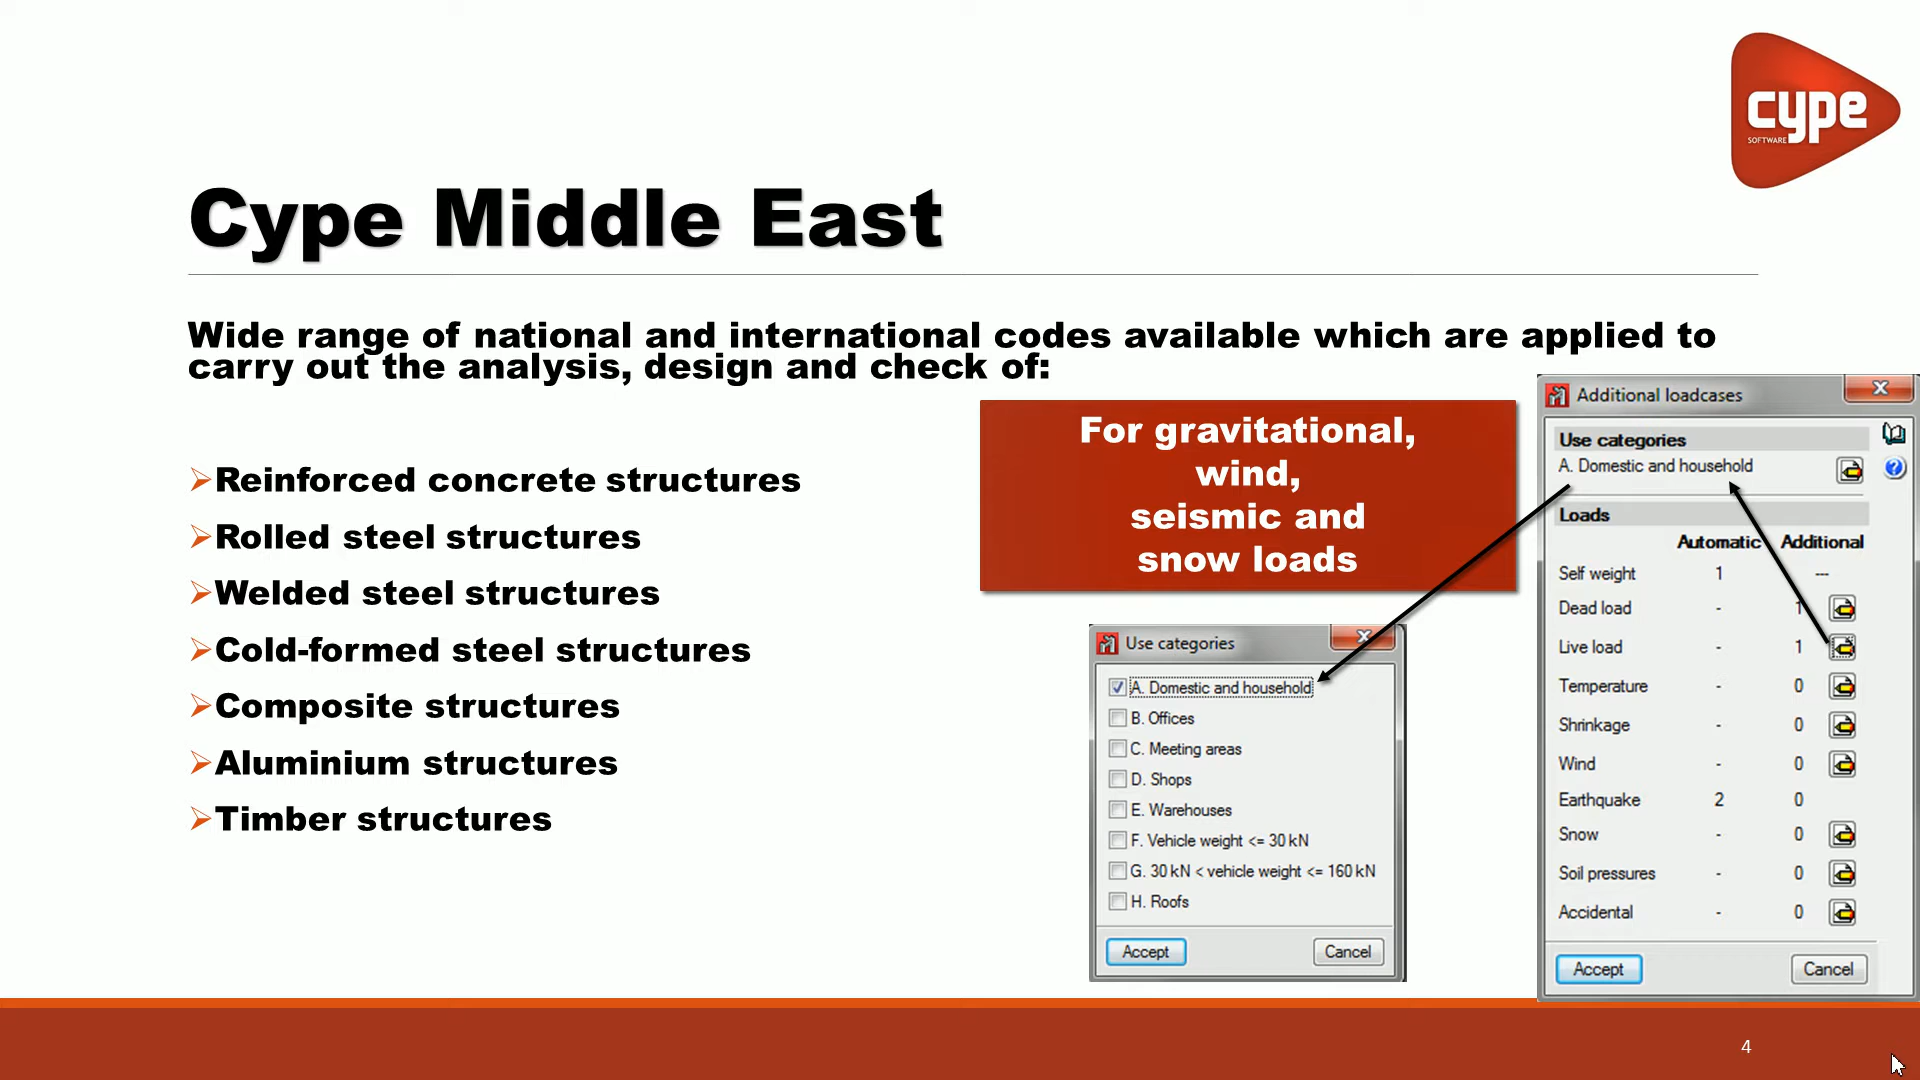 cype
SOFTWARE
Cype Middle East
Wide range of national and international codes available which are applied to
carry out the analysis, design and check of:
Reinforced concrete structures
Rolled steel structures
Welded steel structures
Cold-formed steel structures
Composite structures
Aluminium structures
Timber structures
For gravitational,
wind,
seismic and
snow loads
Use categories
A. Domestic and household
B. Offices
C. Meeting areas
D. Shops
E. Warehouses
F. Vehicle weight <= 30 kN
G. 30 kN < vehicle weight <= 160 kN
H. Roofs
Accept Cancel
Additional loadcases
Use categories
A. Domestic and household
Loads
Automatic Additional
Self weight 1 ---
Dead load - 1
Live load - 1
Temperature - 0
Shrinkage - 0
Wind - 0
Earthquake 2 0
Snow - 0
Soil pressures - 0
Accidental - 0
Accept Cancel
4